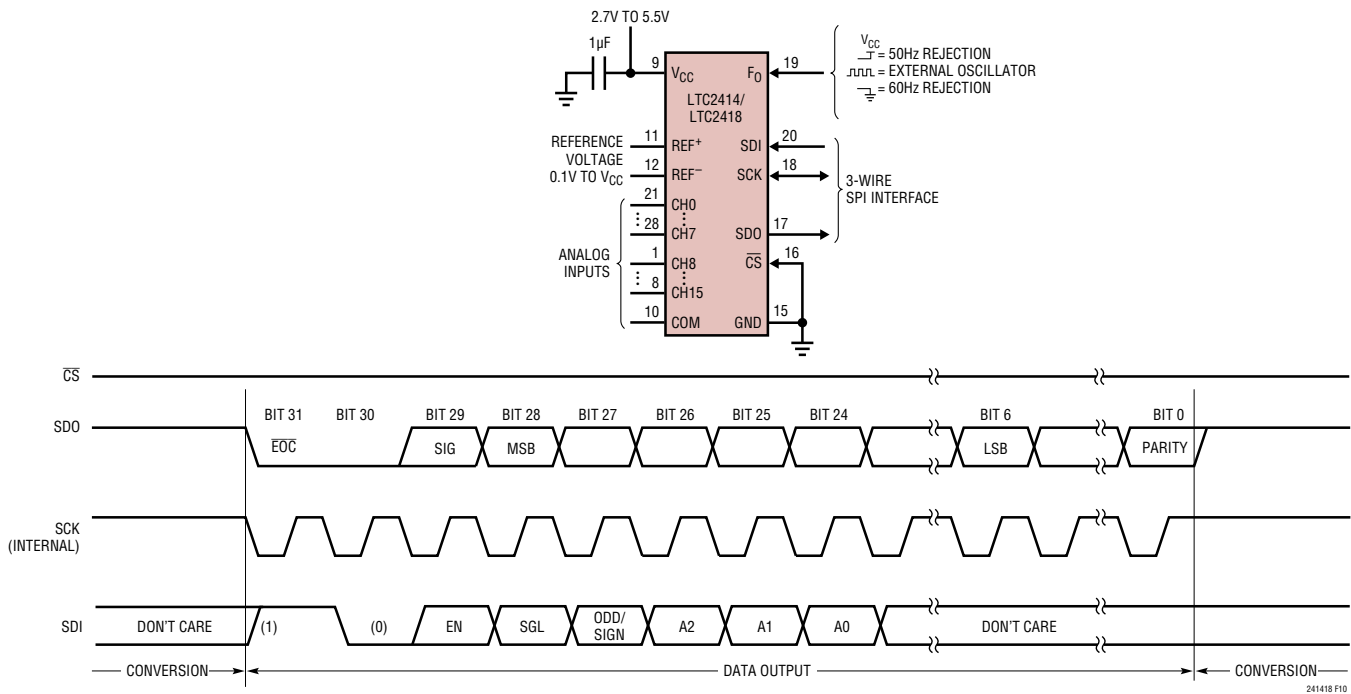 2.7V TO 5.5V
1µF
9 VCC FO 19
VCC
= 50Hz REJECTION
= EXTERNAL OSCILLATOR
= 60Hz REJECTION
LTC2414/
LTC2418
REFERENCE
VOLTAGE
0.1V TO VCC
11 REF+ SDI 20
12 REF– SCK 18
3-WIRE
SPI INTERFACE
21 CH0
28 CH7 SDO 17
ANALOG
INPUTS
1 CH8 CS 16
8 CH15
10 COM GND 15
CS
BIT 31 BIT 30 BIT 29 BIT 28 BIT 27 BIT 26 BIT 25 BIT 24 BIT 6 BIT 0
SDO EOC SIG MSB LSB PARITY
SCK
(INTERNAL)
SDI DON'T CARE (1) (0) EN SGL ODD/
SIGN A2 A1 A0 DON'T CARE
CONVERSION DATA OUTPUT CONVERSION
241418 F10